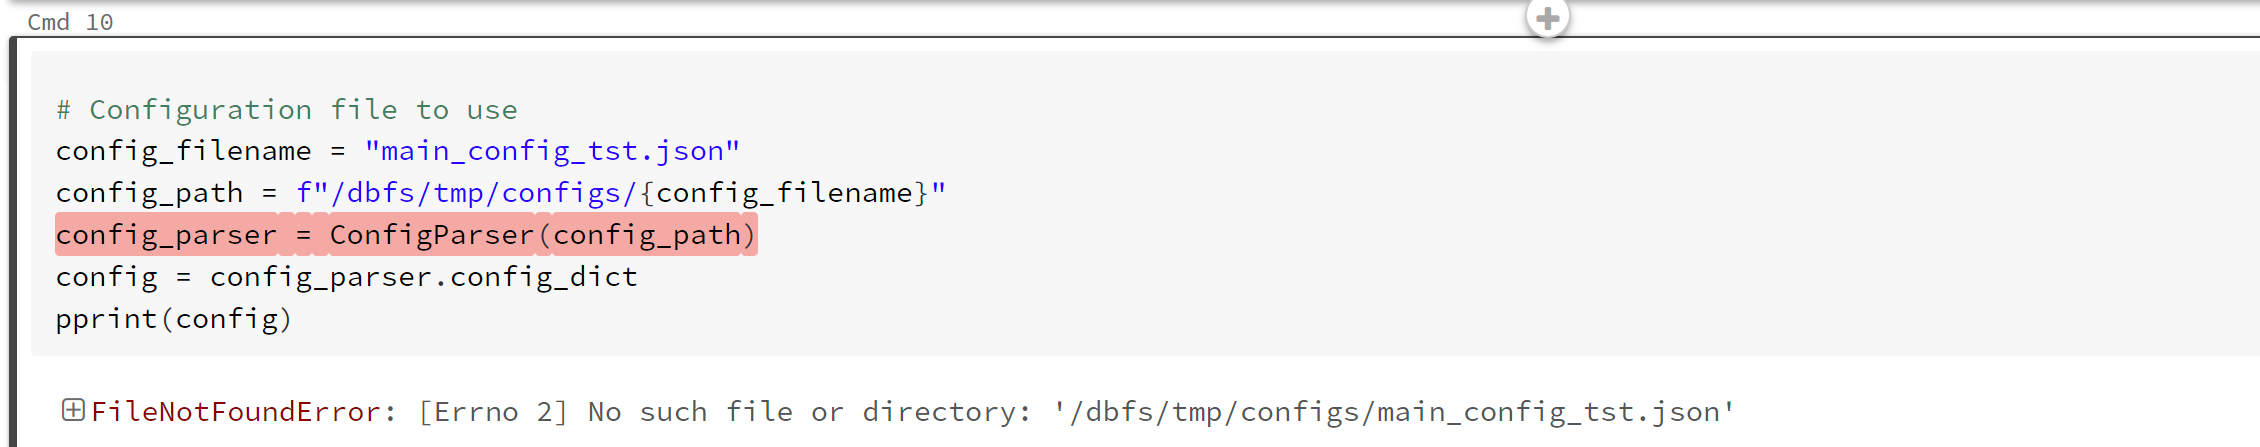 Cmd 10
# Configuration file to use
config_filename = "main_config_tst.json"
config_path = f"/dbfs/tmp/configs/{config_filename}"
config_parser = ConfigParser(config_path)
config = config_parser.config_dict
pprint(config)
FileNotFoundError: [Errno 2] No such file or directory: '/dbfs/tmp/configs/main_config_tst.json'